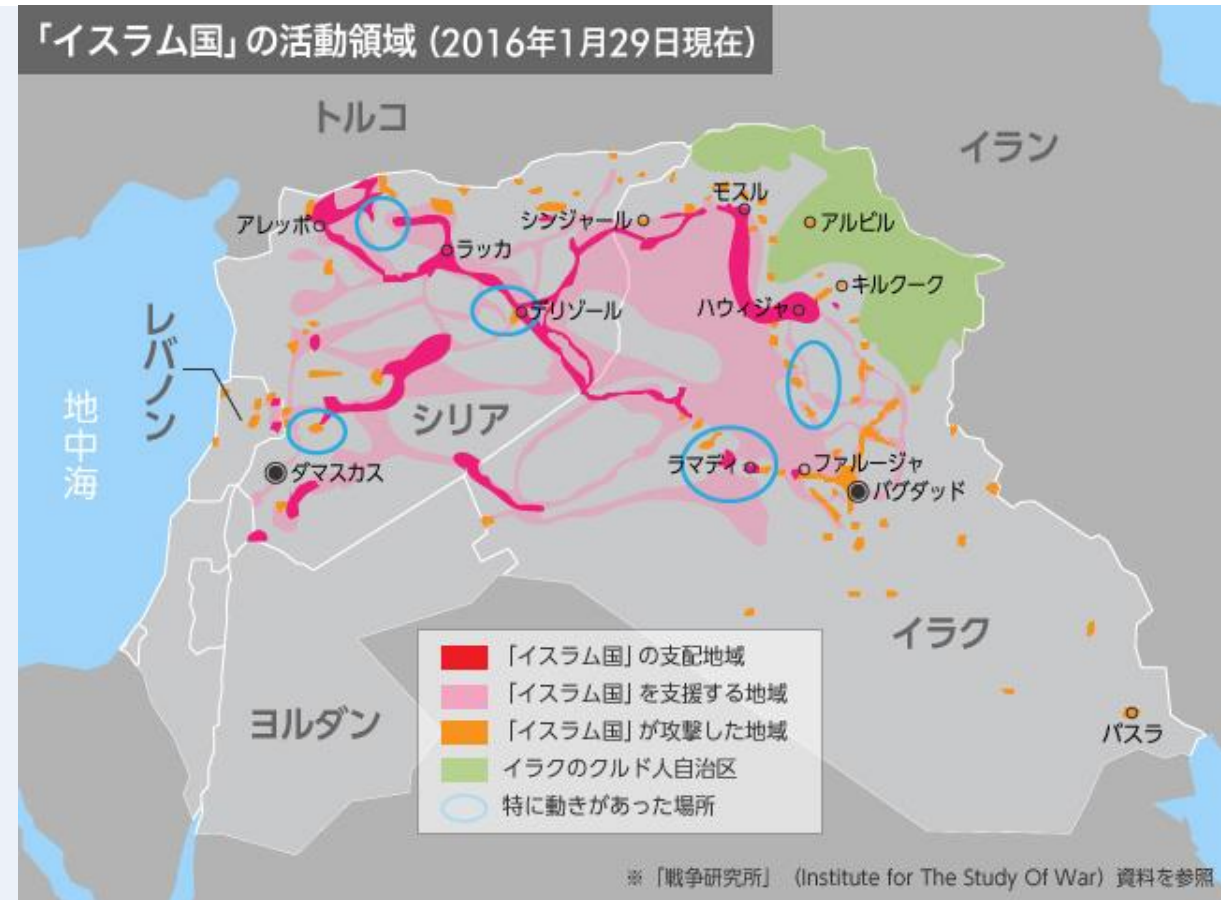 「イスラム国」の活動領域（2016年1月29日現在）
トルコ
イラン
モスル
アレッポ
シンジャール
アルビル
ラッカ
キルクーク
デリゾール
ハウィジャ
レバノン
地中海
シリア
ラマディ
ファルージャ
ダマスカス
バグダッド
イラク
「イスラム国」の支配地域
「イスラム国」を支援する地域
「イスラム国」が攻撃した地域
イラクのクルド人自治区
特に動きがあった場所
ヨルダン
バスラ
※「戦争研究所」（Institute for The Study Of War）資料を参照